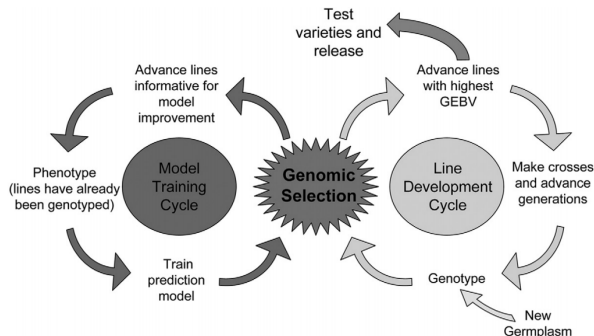 Test
varieties and
release
Advance lines
informative for
model
improvement
Advance lines
with highest
GEBV
Phenotype
(lines have already
been genotyped)
Model
Training
Cycle
Genomic
Selection
Line
Development
Cycle
Make crosses
and advance
generations
Train
prediction
model
Genotype
New
Germplasm